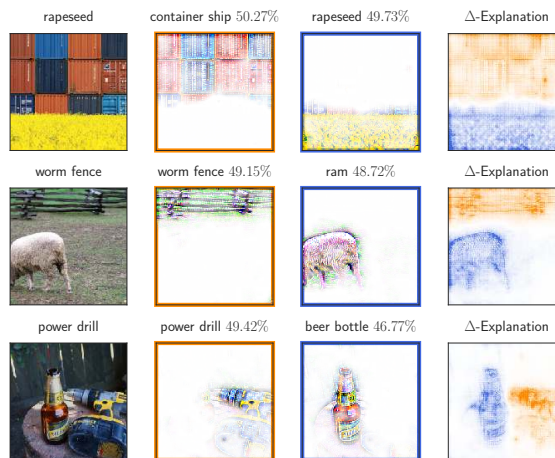 rapeseed container ship 50.27% rapeseed 49.73% Δ-Explanation
worm fence worm fence 49.15% ram 48.72% Δ-Explanation
power drill power drill 49.42% beer bottle 46.77% Δ-Explanation